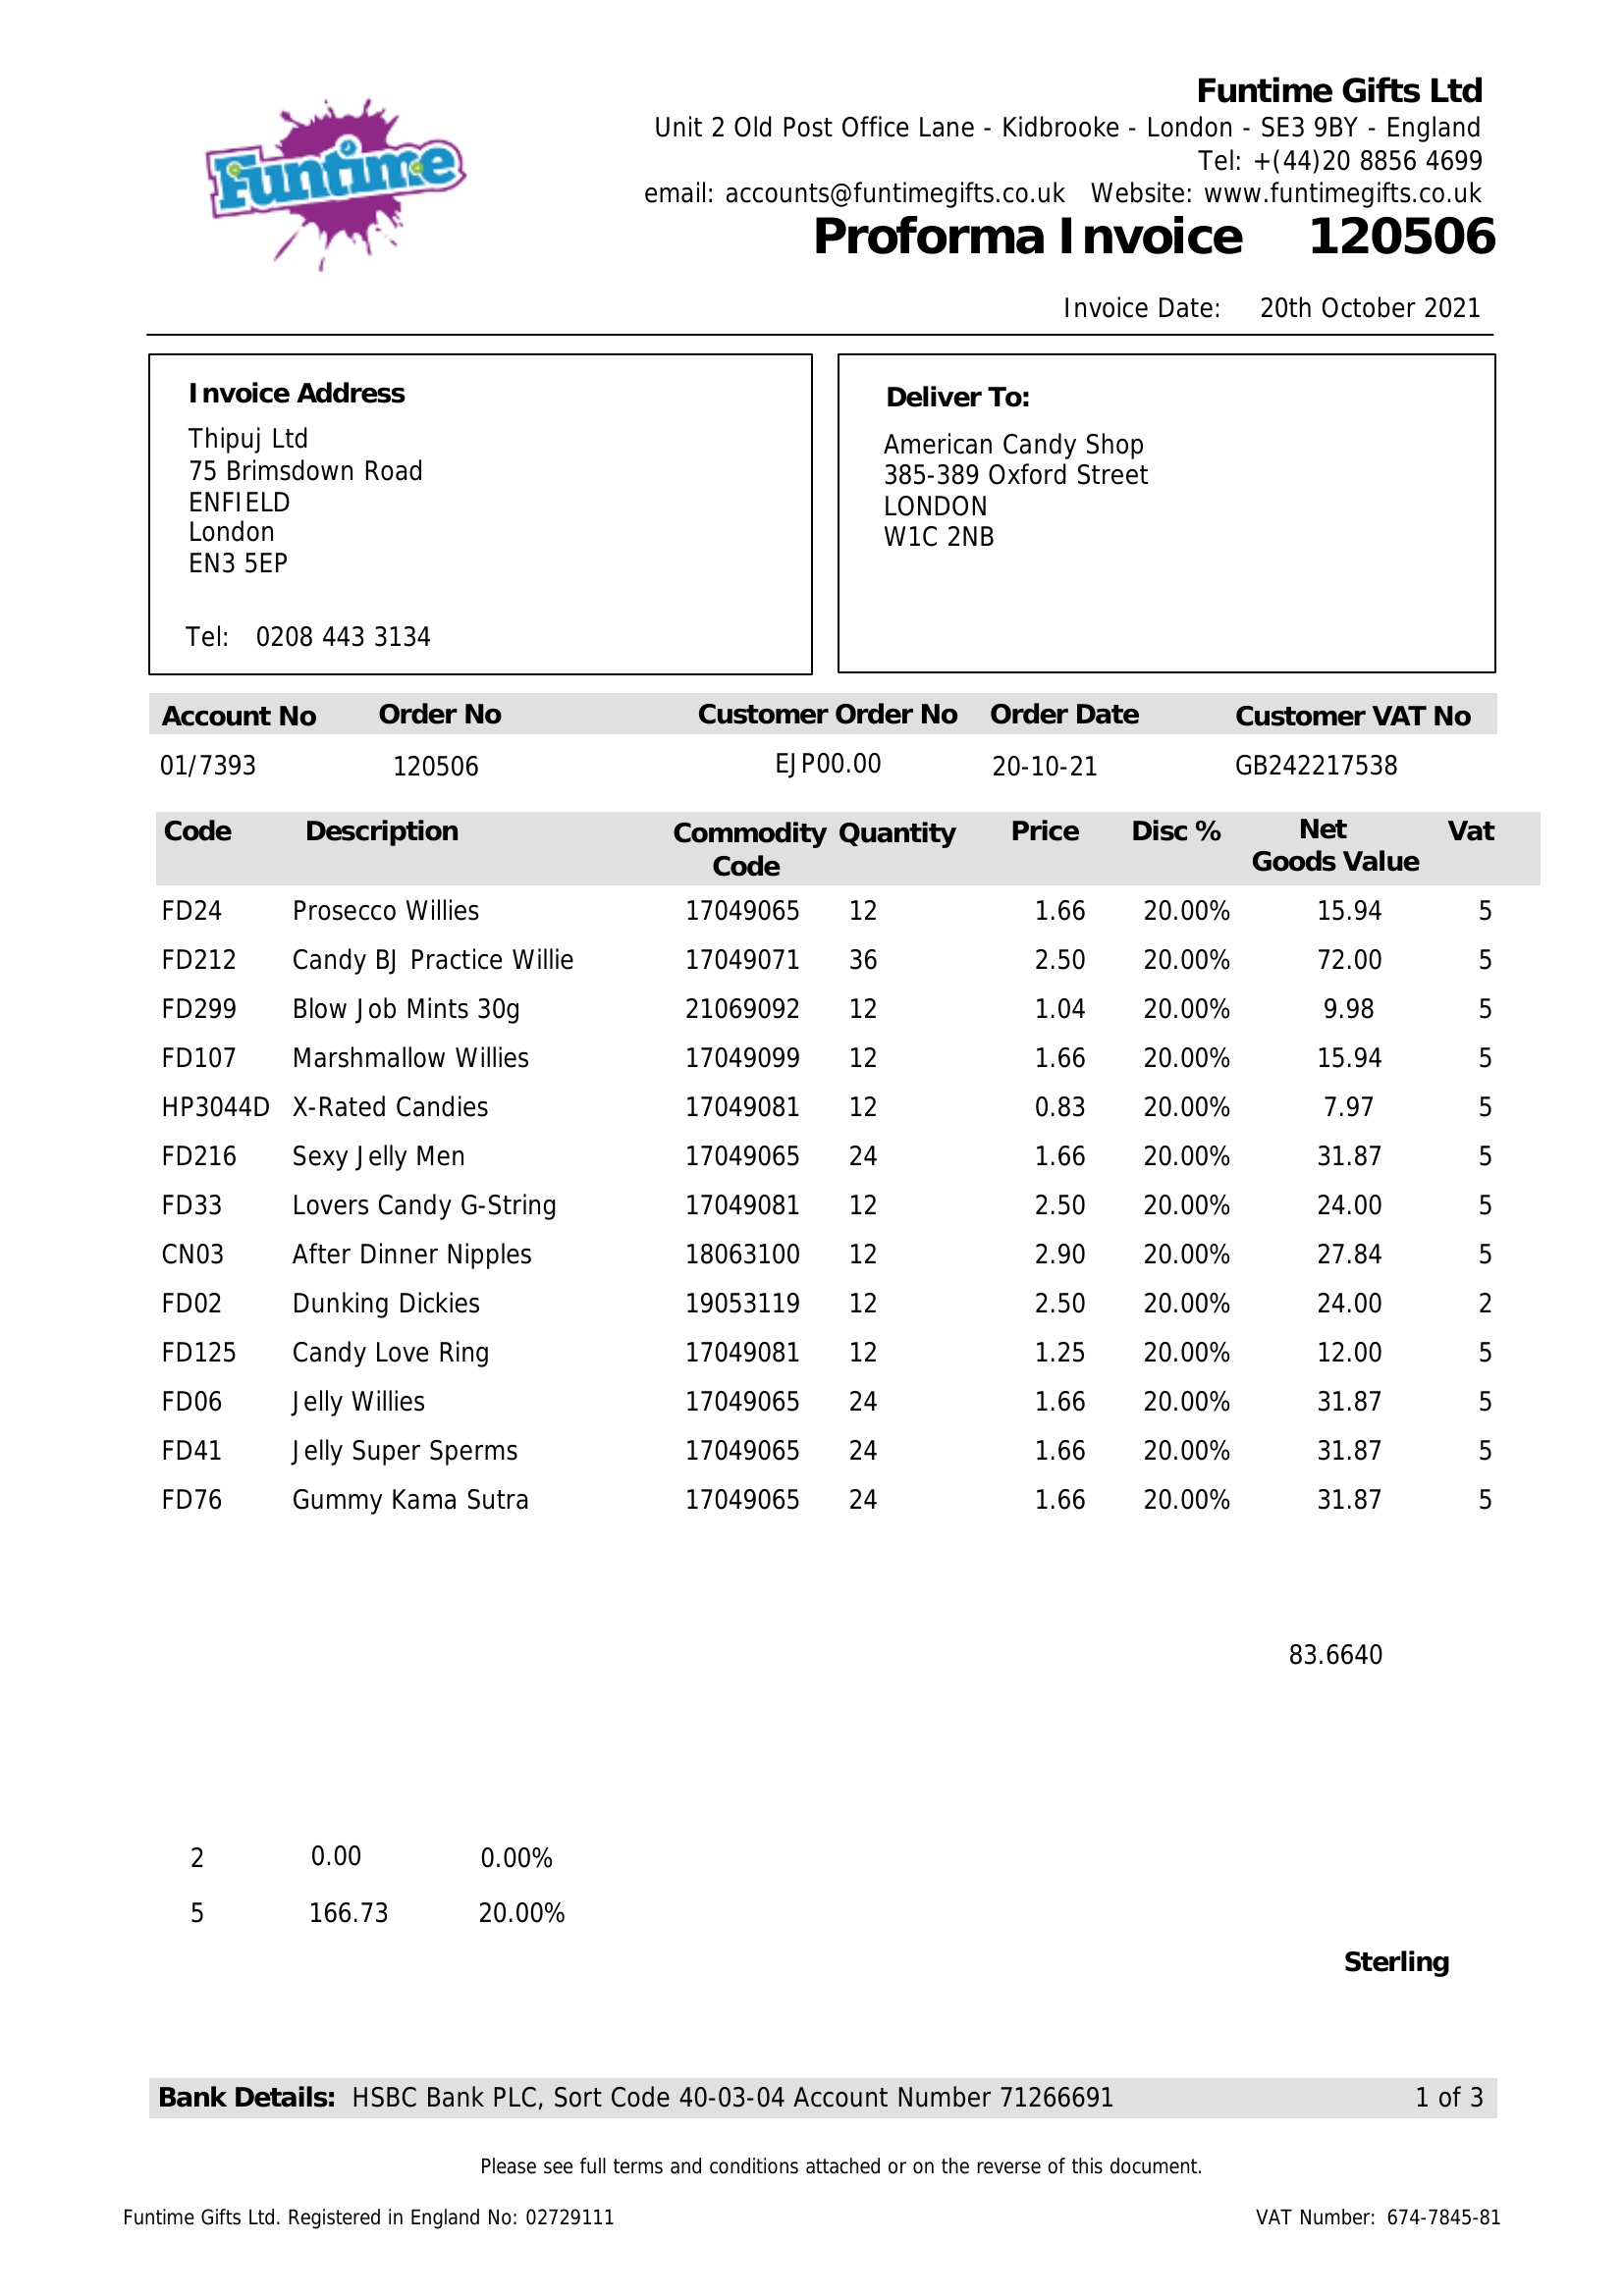 Funtime
Funtime Gifts Ltd
Unit 2 Old Post Office Lane - Kidbrooke - London - SE3 9BY - England
Tel: +(44)20 8856 4699
email: accounts@funtimegifts.co.uk Website: www.funtimegifts.co.uk
Proforma Invoice 120506
Invoice Date: 20th October 2021
Invoice Address
Thipuj Ltd
75 Brimsdown Road
ENFIELD
London
EN3 5EP
Tel: 0208 443 3134
Deliver To:
American Candy Shop
385-389 Oxford Street
LONDON
W1C 2NB
Account No Order No Customer Order No Order Date Customer VAT No
01/7393 120506 EJP00.00 20-10-21 GB242217538
Code Description Commodity Code Quantity Price Disc % Net Goods Value Vat
FD24 Prosecco Willies 17049065 12 1.66 20.00% 15.94 5
FD212 Candy BJ Practice Willie 17049071 36 2.50 20.00% 72.00 5
FD299 Blow Job Mints 30g 21069092 12 1.04 20.00% 9.98 5
FD107 Marshmallow Willies 17049099 12 1.66 20.00% 15.94 5
HP3044D X-Rated Candies 17049081 12 0.83 20.00% 7.97 5
FD216 Sexy Jelly Men 17049065 24 1.66 20.00% 31.87 5
FD33 Lovers Candy G-String 17049081 12 2.50 20.00% 24.00 5
CN03 After Dinner Nipples 18063100 12 2.90 20.00% 27.84 5
FD02 Dunking Dickies 19053119 12 2.50 20.00% 24.00 2
FD125 Candy Love Ring 17049081 12 1.25 20.00% 12.00 5
FD06 Jelly Willies 17049065 24 1.66 20.00% 31.87 5
FD41 Jelly Super Sperms 17049065 24 1.66 20.00% 31.87 5
FD76 Gummy Kama Sutra 17049065 24 1.66 20.00% 31.87 5
83.6640
2 0.00 0.00%
5 166.73 20.00%
Sterling
Bank Details: HSBC Bank PLC, Sort Code 40-03-04 Account Number 71266691 1 of 3
Please see full terms and conditions attached or on the reverse of this document.
Funtime Gifts Ltd. Registered in England No: 02729111 VAT Number: 674-7845-81